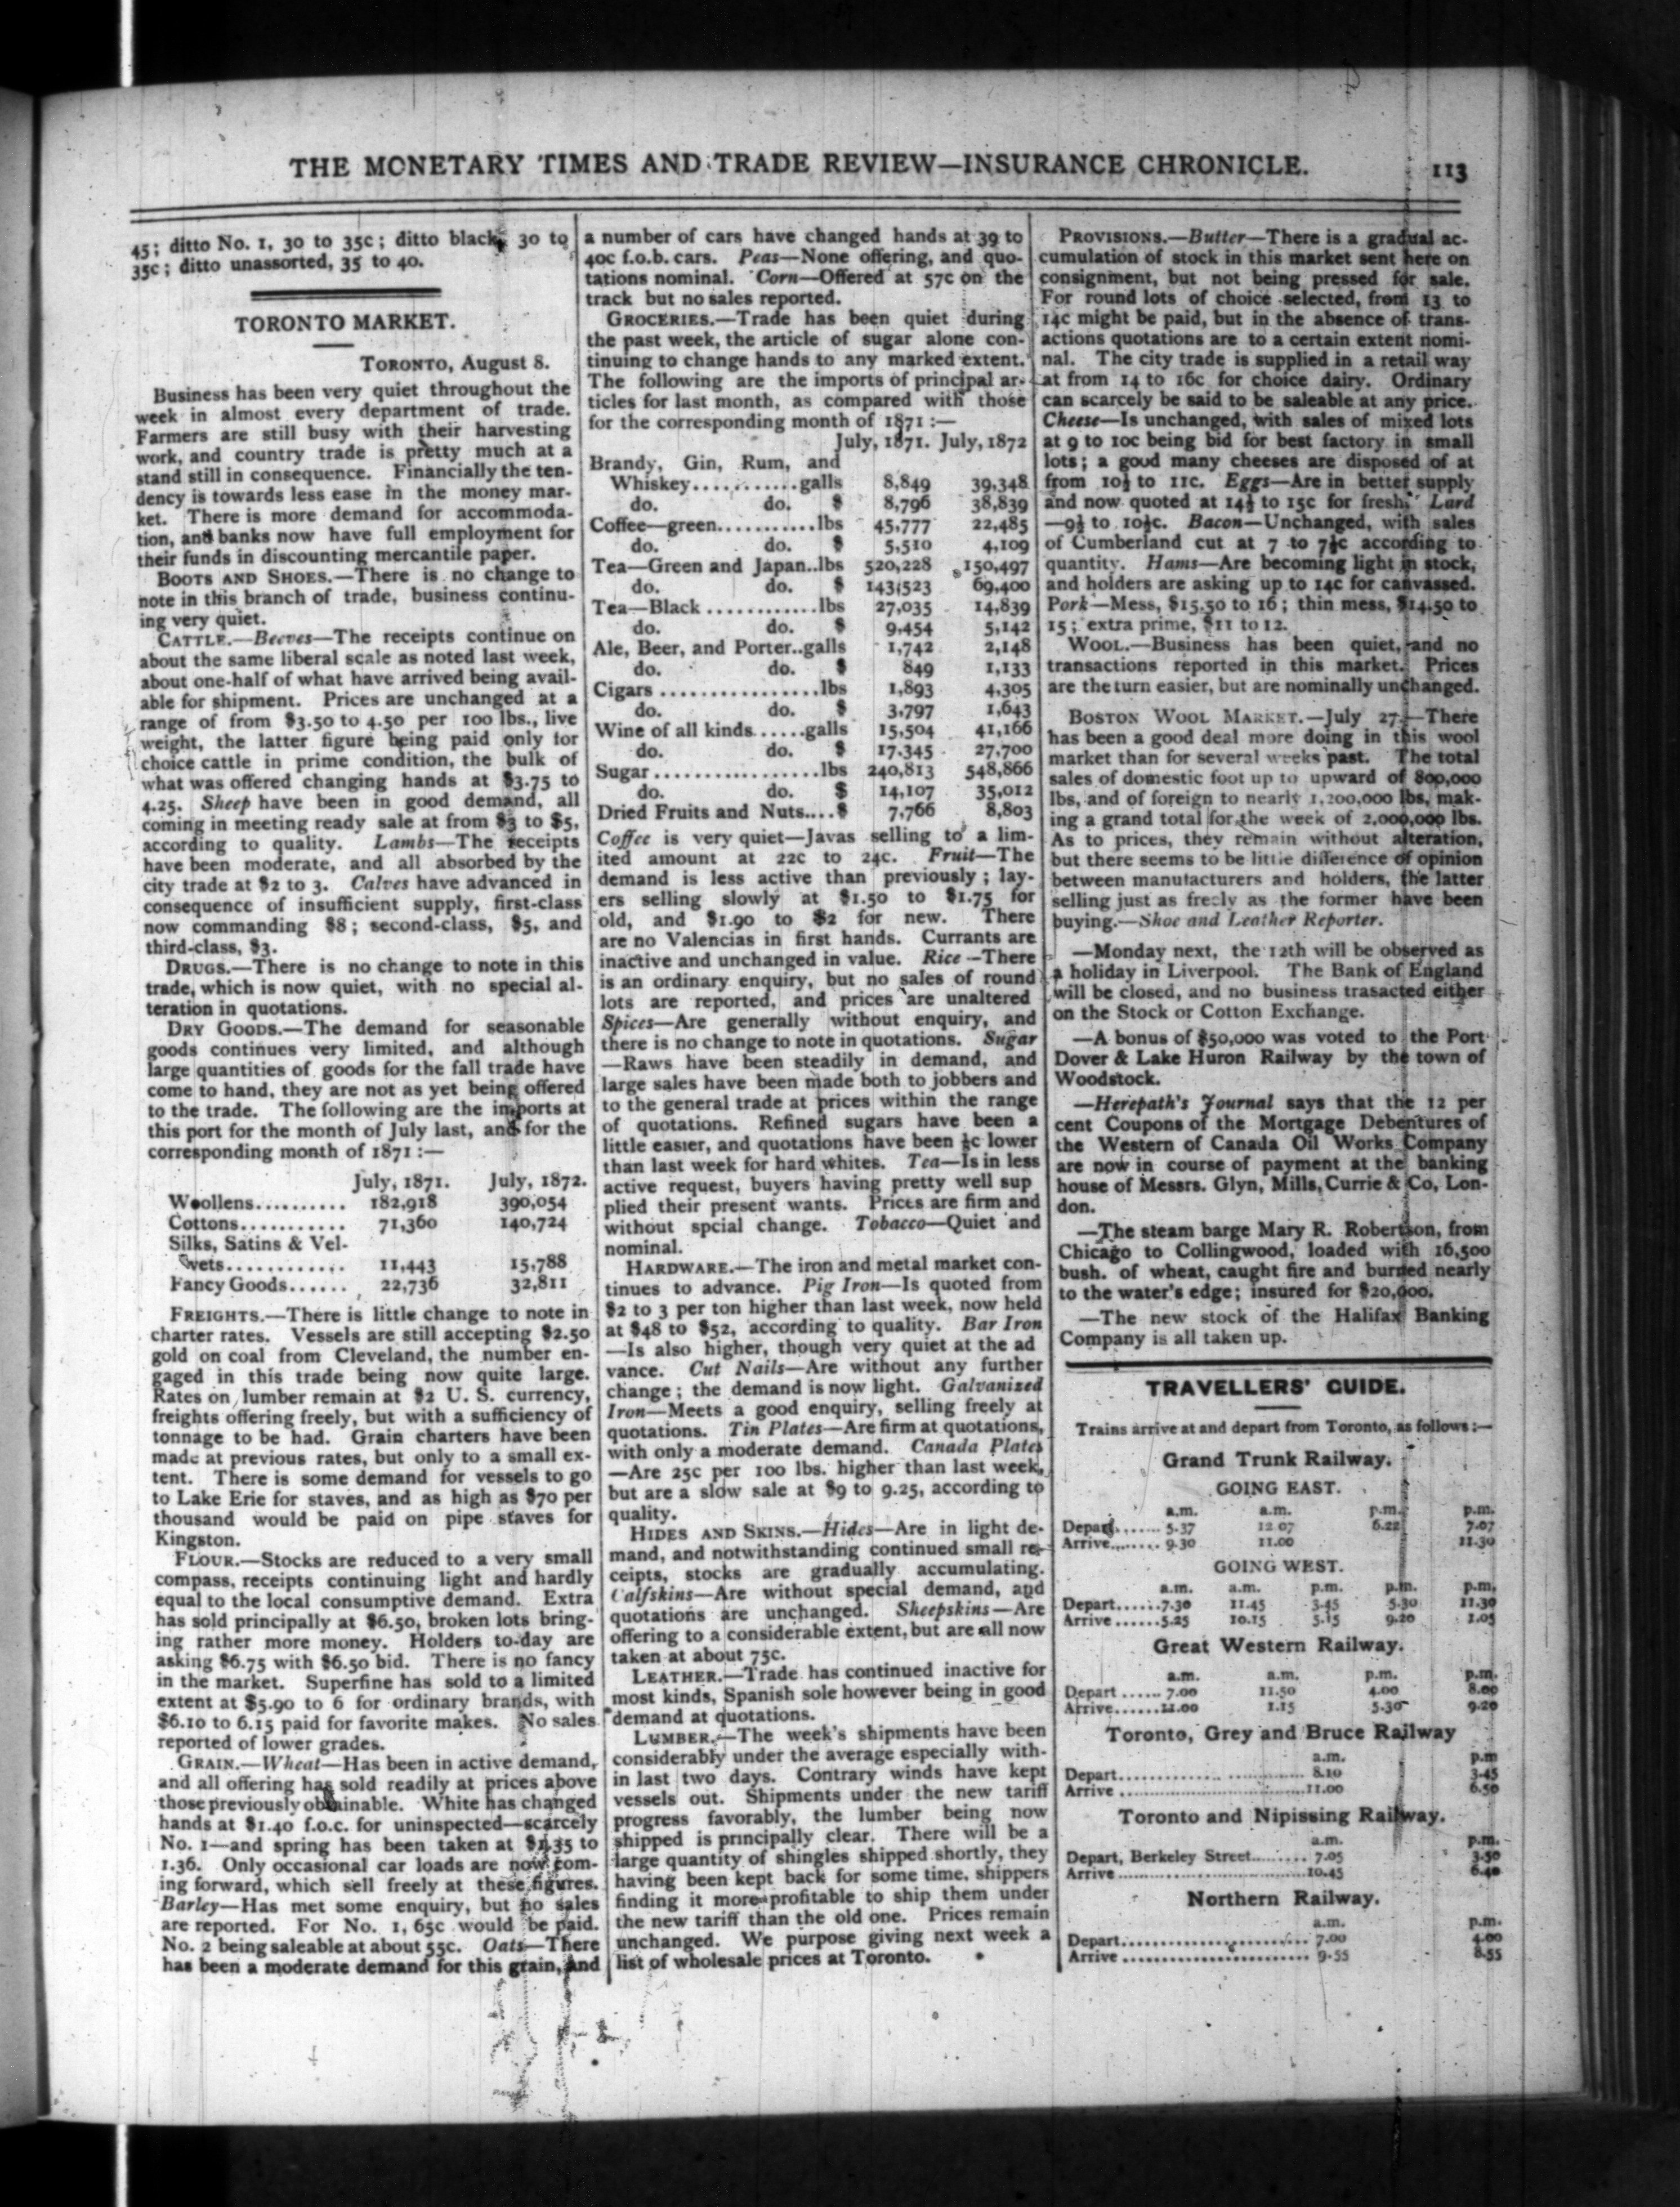 THE MONETARY TIMES AND TRADE REVIEW—INSURANCE CHRONICLE.
113
45; ditto No. 1, 30 to 35c; ditto black, 30 to
35c; ditto unassorted, 35 to 40.
TORONTO MARKET.
TORONTO, August 8.
Business has been very quiet throughout the
week in almost every department of trade.
Farmers are still busy with their harvesting
work, and country trade is pretty much at a
stand still in consequence. Financially the ten-
dency is towards less ease in the money mar-
ket. There is more demand for accommoda-
tion, and banks now have full employment for
their funds in discounting mercantile paper.
BOOTS AND SHOES.—There is no change to
note in this branch of trade, business continu-
ing very quiet.
CATTLE.—Beeves—The receipts continue on
about the same liberal scale as noted last week,
about one-half of what have arrived being avail-
able for shipment. Prices are unchanged at a
range of from $3.50 to 4.50 per 100 lbs., live
weight, the latter figure being paid only for
choice cattle in prime condition, the bulk of
what was offered changing hands at $3.75 to
4.25. Sheep have been in good demand, all
coming in meeting ready sale at from $3 to $5,
according to quality. Lambs—The receipts
have been moderate, and all absorbed by the
city trade at $2 to 3. Calves have advanced in
consequence of insufficient supply, first-class
now commanding $8; second-class, $5, and
third-class, $3.
DRUGS.—There is no change to note in this
trade, which is now quiet, with no special al-
teration in quotations.
DRY GOODS.—The demand for seasonable
goods continues very limited, and although
large quantities of goods for the fall trade have
come to hand, they are not as yet being offered
to the trade. The following are the imports at
this port for the month of July last, and for the
corresponding month of 1871:—
July, 1871. July, 1872.
Woollens.......... 182,918 390,054
Cottons........... 71,360 140,724
Silks, Satins & Vel-
vets............ 11,443 15,788
Fancy Goods...... 22,736 32,811
FREIGHTS.—There is little change to note in
charter rates. Vessels are still accepting $2.50
gold on coal from Cleveland, the number en-
gaged in this trade being now quite large.
Rates on lumber remain at $2 U. S. currency,
freights offering freely, but with a sufficiency of
tonnage to be had. Grain charters have been
made at previous rates, but only to a small ex-
tent. There is some demand for vessels to go
to Lake Erie for staves, and as high as $70 per
thousand would be paid on pipe staves for
Kingston.
FLOUR.—Stocks are reduced to a very small
compass, receipts continuing light and hardly
equal to the local consumptive demand. Extra
has sold principally at $6.50, broken lots bring-
ing rather more money. Holders to-day are
asking $6.75 with $6.50 bid. There is no fancy
in the market. Superfine has sold to a limited
extent at $5.90 to 6 for ordinary brands, with
$6.10 to 6.15 paid for favorite makes. No sales
reported of lower grades.
GRAIN.—Wheat—Has been in active demand,
and all offering has sold readily at prices above
those previously obtainable. White has changed
hands at $1.40 f.o.c. for uninspected—scarcely
No. 1—and spring has been taken at $1.35 to
1.36. Only occasional car loads are now com-
ing forward, which sell freely at these figures.
Barley—Has met some enquiry, but no sales
are reported. For No. 1, 65c would be paid.
No. 2 being saleable at about 55c. Oats—There
has been a moderate demand for this grain, and
a number of cars have changed hands at 39 to
40c f.o.b. cars. Peas—None offering, and quo-
tations nominal. Corn—Offered at 57c on the
track but no sales reported.
GROCERIES.—Trade has been quiet during
the past week, the article of sugar alone con-
tinuing to change hands to any marked extent.
The following are the imports of principal ar-
ticles for last month, as compared with those
for the corresponding month of 1871:—
July, 1871. July, 1872
Brandy, Gin, Rum, and
Whiskey...........galls 8,849 39,348
do. do. $ 8,796 38,839
Coffee—green...........lbs 45,777 22,485
do. do. $ 5,510 4,109
Tea—Green and Japan..lbs 520,228 150,497
do. do. $ 143,523 69,400
Tea—Black............lbs 27,035 14,839
do. do. $ 9,454 5,142
Ale, Beer, and Porter..galls 1,742 2,148
do. do. $ 849 1,133
Cigars................lbs 1,893 4,305
do. do. $ 3,797 1,643
Wine of all kinds......galls 15,504 41,166
do. do. $ 17,345 27,700
Sugar..................lbs 240,813 548,866
do. do. $ 14,107 35,012
Dried Fruits and Nuts....$ 7,766 8,803
Coffee is very quiet—Javas selling to a lim-
ited amount at 22c to 24c. Fruit—The
demand is less active than previously; lay-
ers selling slowly at $1.50 to $1.75 for
old, and $1.90 to $2 for new. There
are no Valencias in first hands. Currants are
inactive and unchanged in value. Rice—There
is an ordinary enquiry, but no sales of round
lots are reported, and prices are unaltered
Spices—Are generally without enquiry, and
there is no change to note in quotations. Sugar
—Raws have been steadily in demand, and
large sales have been made both to jobbers and
to the general trade at prices within the range
of quotations. Refined sugars have been a
little easier, and quotations have been ½c lower
than last week for hard whites. Tea—Is in less
active request, buyers having pretty well sup
plied their present wants. Prices are firm and
without spcial change. Tobacco—Quiet and
nominal.
HARDWARE.—The iron and metal market con-
tinues to advance. Pig Iron—Is quoted from
$2 to 3 per ton higher than last week, now held
at $48 to $52, according to quality. Bar Iron
—Is also higher, though very quiet at the ad
vance. Cut Nails—Are without any further
change; the demand is now light. Galvanized
Iron—Meets a good enquiry, selling freely at
quotations. Tin Plates—Are firm at quotations,
with only a moderate demand. Canada Plates
—Are 25c per 100 lbs. higher than last week,
but are a slow sale at $9 to 9.25, according to
quality.
HIDES AND SKINS.—Hides—Are in light de-
mand, and notwithstanding continued small re-
ceipts, stocks are gradually accumulating.
Calfskins—Are without special demand, and
quotations are unchanged. Sheepskins—Are
offering to a considerable extent, but are all now
taken at about 75c.
LEATHER.—Trade has continued inactive for
most kinds, Spanish sole however being in good
demand at quotations.
LUMBER.—The week's shipments have been
considerably under the average especially with-
in last two days. Contrary winds have kept
vessels out. Shipments under the new tariff
progress favorably, the lumber being now
shipped is principally clear. There will be a
large quantity of shingles shipped shortly, they
having been kept back for some time, shippers
finding it more profitable to ship them under
the new tariff than the old one. Prices remain
unchanged. We purpose giving next week a
list of wholesale prices at Toronto.
PROVISIONS.—Butter—There is a gradual ac-
cumulation of stock in this market sent here on
consignment, but not being pressed for sale.
For round lots of choice selected, from 13 to
14c might be paid, but in the absence of trans-
actions quotations are to a certain extent nomi-
nal. The city trade is supplied in a retail way
at from 14 to 16c for choice dairy. Ordinary
can scarcely be said to be saleable at any price.
Cheese—Is unchanged, with sales of mixed lots
at 9 to 10c being bid for best factory in small
lots; a good many cheeses are disposed of at
from 10½ to 11c. Eggs—Are in better supply
and now quoted at 14½ to 15c for fresh. Lard
—9½ to 10½c. Bacon—Unchanged, with sales
of Cumberland cut at 7 to 7½c according to
quantity. Hams—Are becoming light in stock,
and holders are asking up to 14c for canvassed.
Pork—Mess, $15.50 to 16; thin mess, $14.50 to
15; extra prime, $11 to 12.
WOOL.—Business has been quiet, and no
transactions reported in this market. Prices
are the turn easier, but are nominally unchanged.
BOSTON WOOL MARKET.—July 27.—There
has been a good deal more doing in this wool
market than for several weeks past. The total
sales of domestic foot up to upward of 800,000
lbs, and of foreign to nearly 1,200,000 lbs, mak-
ing a grand total for the week of 2,000,000 lbs.
As to prices, they remain without alteration,
but there seems to be little difference of opinion
between manufacturers and holders, the latter
selling just as freely as the former have been
buying.—Shoe and Leather Reporter.
—Monday next, the 12th will be observed as
a holiday in Liverpool. The Bank of England
will be closed, and no business trasacted either
on the Stock or Cotton Exchange.
—A bonus of $50,000 was voted to the Port
Dover & Lake Huron Railway by the town of
Woodstock.
—Herepath's Journal says that the 12 per
cent Coupons of the Mortgage Debentures of
the Western of Canada Oil Works Company
are now in course of payment at the banking
house of Messrs. Glyn, Mills, Currie & Co, Lon-
don.
—The steam barge Mary R. Robertson, from
Chicago to Collingwood, loaded with 16,500
bush. of wheat, caught fire and burned nearly
to the water's edge; insured for $20,000.
—The new stock of the Halifax Banking
Company is all taken up.
TRAVELLERS' GUIDE.
Trains arrive at and depart from Toronto, as follows:—
Grand Trunk Railway.
GOING EAST.
a.m. a.m. p.m. p.m.
Depart....... 5.37 12.07 6.22 7.07
Arrive........ 9.30 11.00 11.30
GOING WEST.
a.m. a.m. p.m. p.m. p.m.
Depart......7.30 11.45 3.45 5.30 11.30
Arrive......5.25 10.15 5.15 9.20 1.05
Great Western Railway.
a.m. a.m. p.m. p.m.
Depart...... 7.00 11.50 4.00 8.00
Arrive......11.00 1.15 5.30 9.20
Toronto, Grey and Bruce Railway
a.m. p.m
Depart.......................... 8.10 3.45
Arrive..........................11.00 6.50
Toronto and Nipissing Railway.
a.m. p.m.
Depart, Berkeley Street......... 7.05 3.50
Arrive..........................10.45 6.40
Northern Railway.
a.m. p.m.
Depart.......................... 7.00 4.00
Arrive.......................... 9.55 8.55